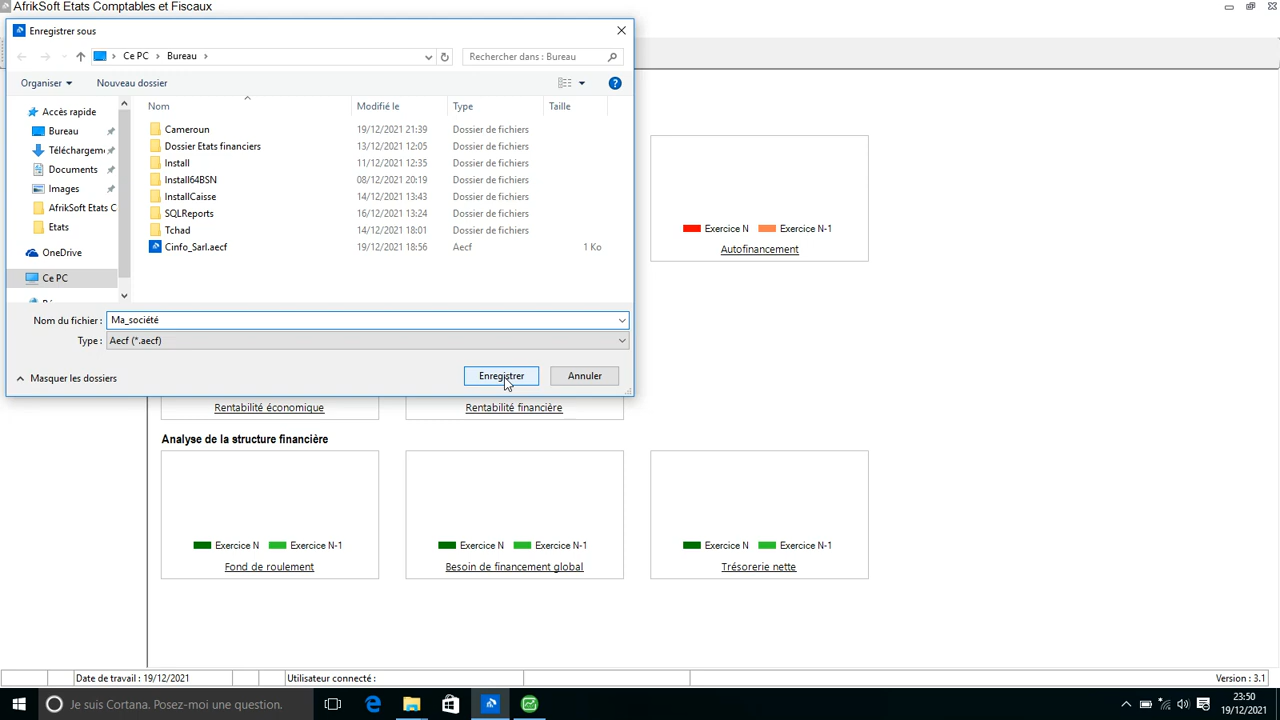 AfrikSoft Etats Comptables et Fiscaux
Enregistrer sous
Ce PC > Bureau >
Rechercher dans : Bureau
Organiser
Nouveau dossier
Nom
Modifié le
Type
Taille
Accès rapide
Bureau
Téléchargem
Documents
Images
AfrikSoft Etats C
Etats
OneDrive
Ce PC
Cameroun 19/12/2021 21:39 Dossier de fichiers
Dossier Etats financiers 13/12/2021 12:05 Dossier de fichiers
Install 11/12/2021 12:35 Dossier de fichiers
Install64BSN 08/12/2021 20:19 Dossier de fichiers
InstallCaisse 14/12/2021 13:43 Dossier de fichiers
SQLReports 16/12/2021 13:24 Dossier de fichiers
Tchad 14/12/2021 18:01 Dossier de fichiers
Cinfo_Sarl.aecf 19/12/2021 18:56 Aecf 1 Ko
Nom du fichier : Ma_société
Type : Aecf (*.aecf)
Masquer les dossiers
Enregistrer
Annuler
Exercice N Exercice N-1
Autofinancement
Rentabilité économique
Rentabilité financière
Analyse de la structure financière
Exercice N Exercice N-1
Fond de roulement
Exercice N Exercice N-1
Besoin de financement global
Exercice N Exercice N-1
Trésorerie nette
Date de travail : 19/12/2021
Utilisateur connecté :
Version : 3.1
Je suis Cortana. Posez-moi une question.
23:50
19/12/2021